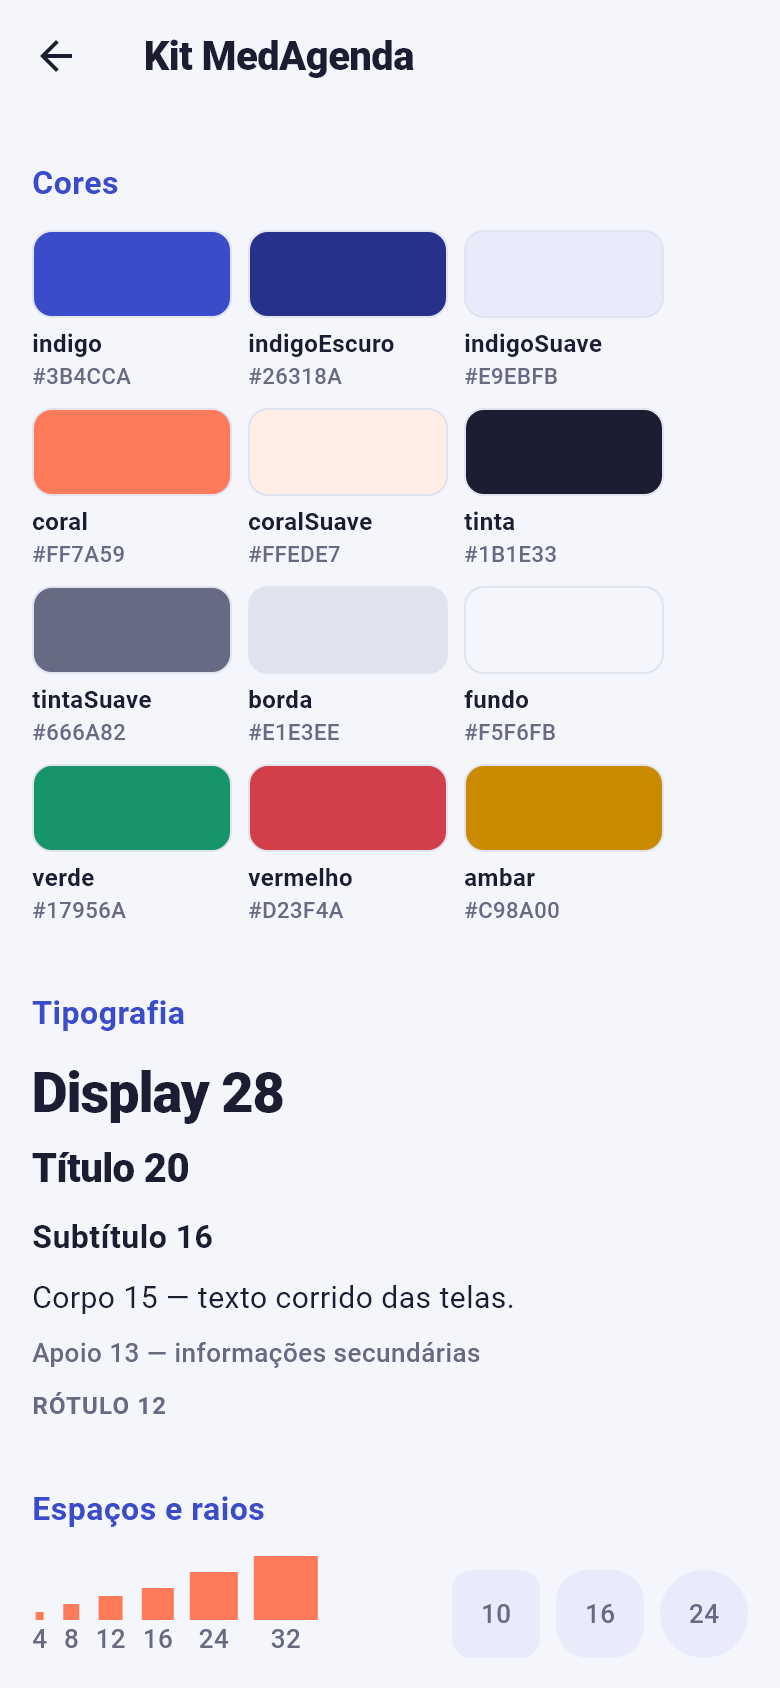 Kit MedAgenda
Cores
indigo indigoEscuro indigoSuave
#3B4CCA #26318A #E9EBFB
coral coralSuave tinta
#FF7A59 #FFEDE7 #1B1E33
tintaSuave borda fundo
#666A82 #E1E3EE #F5F6FB
verde vermelho ambar
#17956A #D23F4A #C98A00
Tipografia
Display 28
Título 20
Subtítulo 16
Corpo 15 — texto corrido das telas.
Apoio 13 — informações secundárias
RÓTULO 12
Espaços e raios
10 16 24
4 8 12 16 24 32